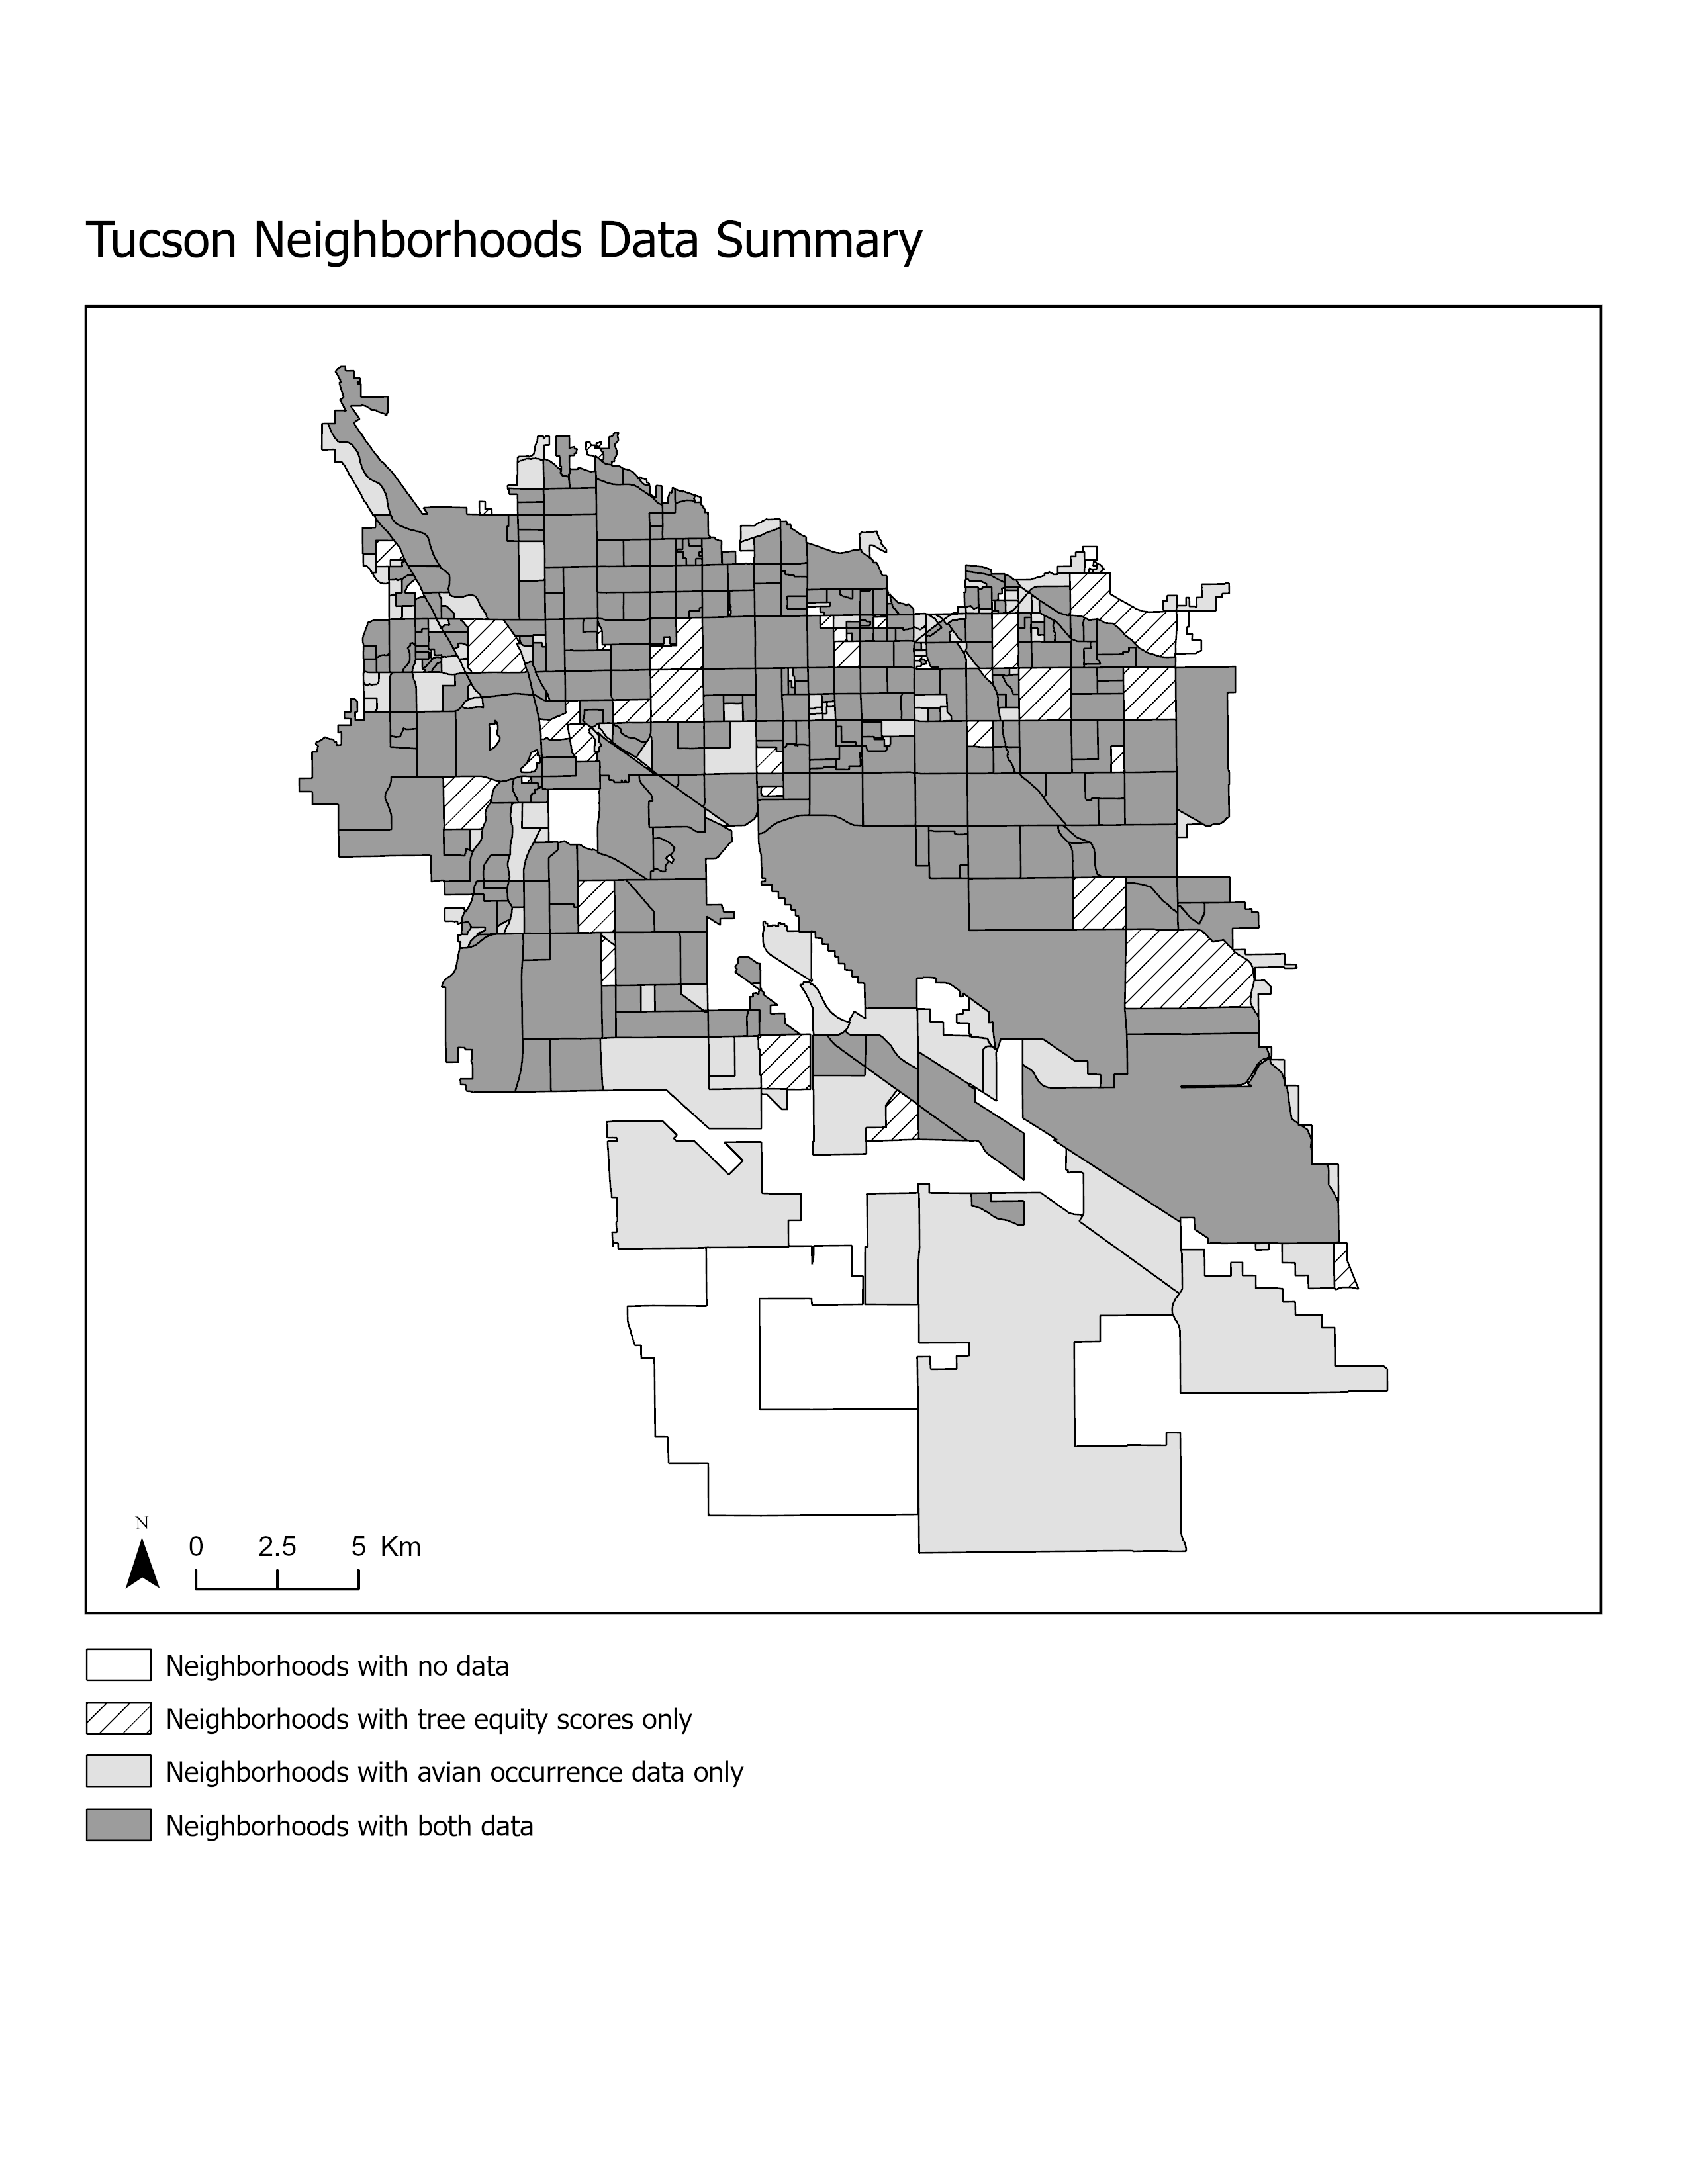 Tucson Neighborhoods Data Summary
N
0 2.5 5 Km
Neighborhoods with no data
Neighborhoods with tree equity scores only
Neighborhoods with avian occurrence data only
Neighborhoods with both data